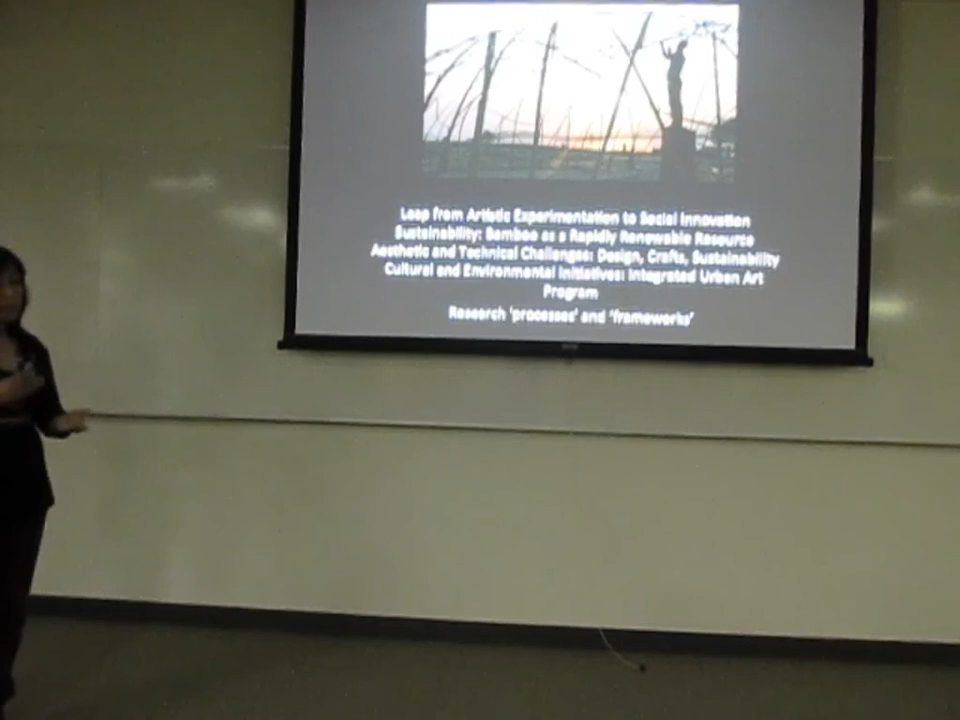 Leap from Artistic Experimentation to Social Innovation
Sustainability: Bamboo as a Rapidly Renewable Resource
Aesthetic and Technical Challenges: Design, Crafts, Sustainability
Cultural and Environmental Initiatives: Integrated Urban Art
Program
Research 'processes' and 'frameworks'